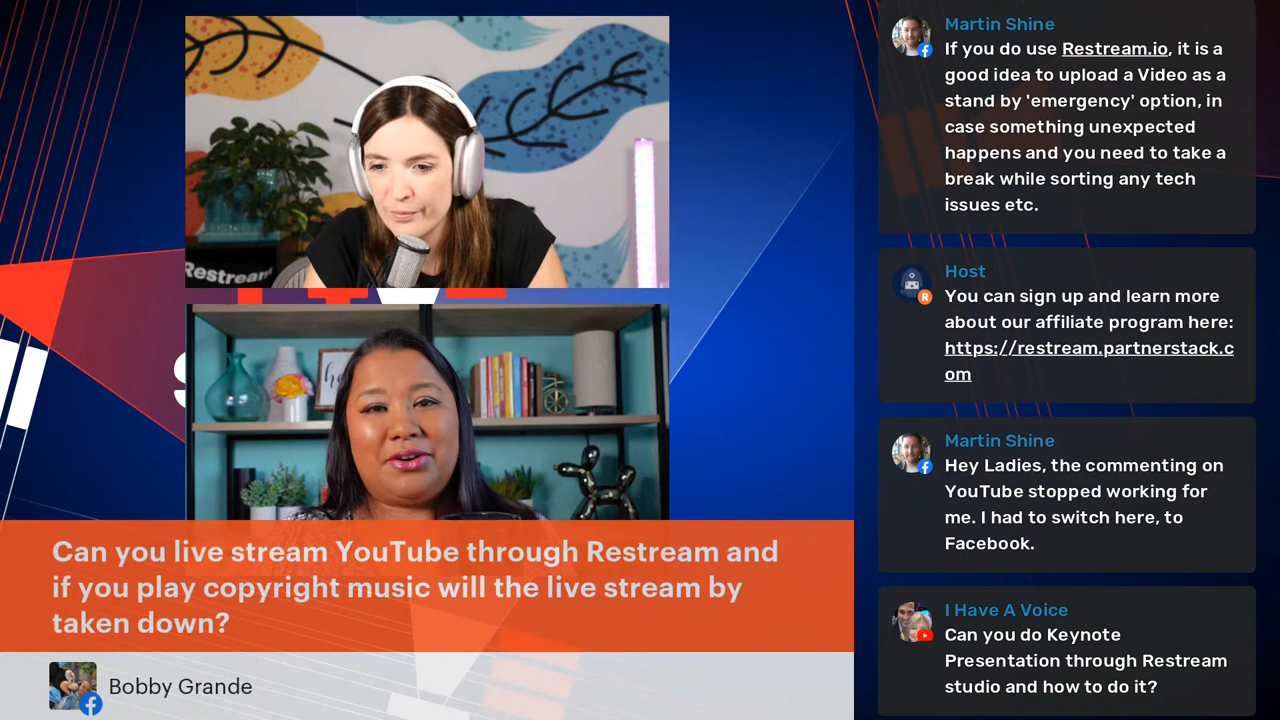 Restream
Can you live stream YouTube through Restream and
if you play copyright music will the live stream by
taken down?
Bobby Grande
Martin Shine
If you do use Restream.io, it is a
good idea to upload a Video as a
stand by 'emergency' option, in
case something unexpected
happens and you need to take a
break while sorting any tech
issues etc.
Host
You can sign up and learn more
about our affiliate program here:
https://restream.partnerstack.c
om
Martin Shine
Hey Ladies, the commenting on
YouTube stopped working for
me. I had to switch here, to
Facebook.
I Have A Voice
Can you do Keynote
Presentation through Restream
studio and how to do it?